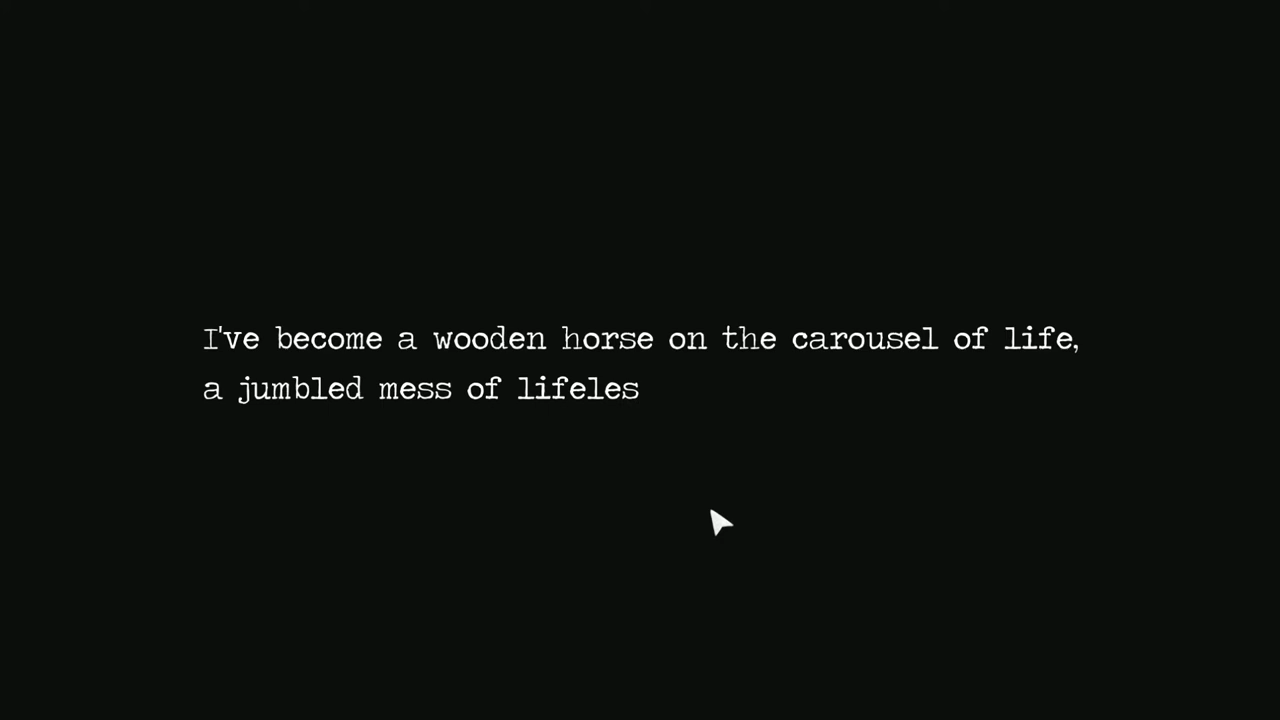 I've become a wooden horse on the carousel of life,
a jumbled mess of lifeles